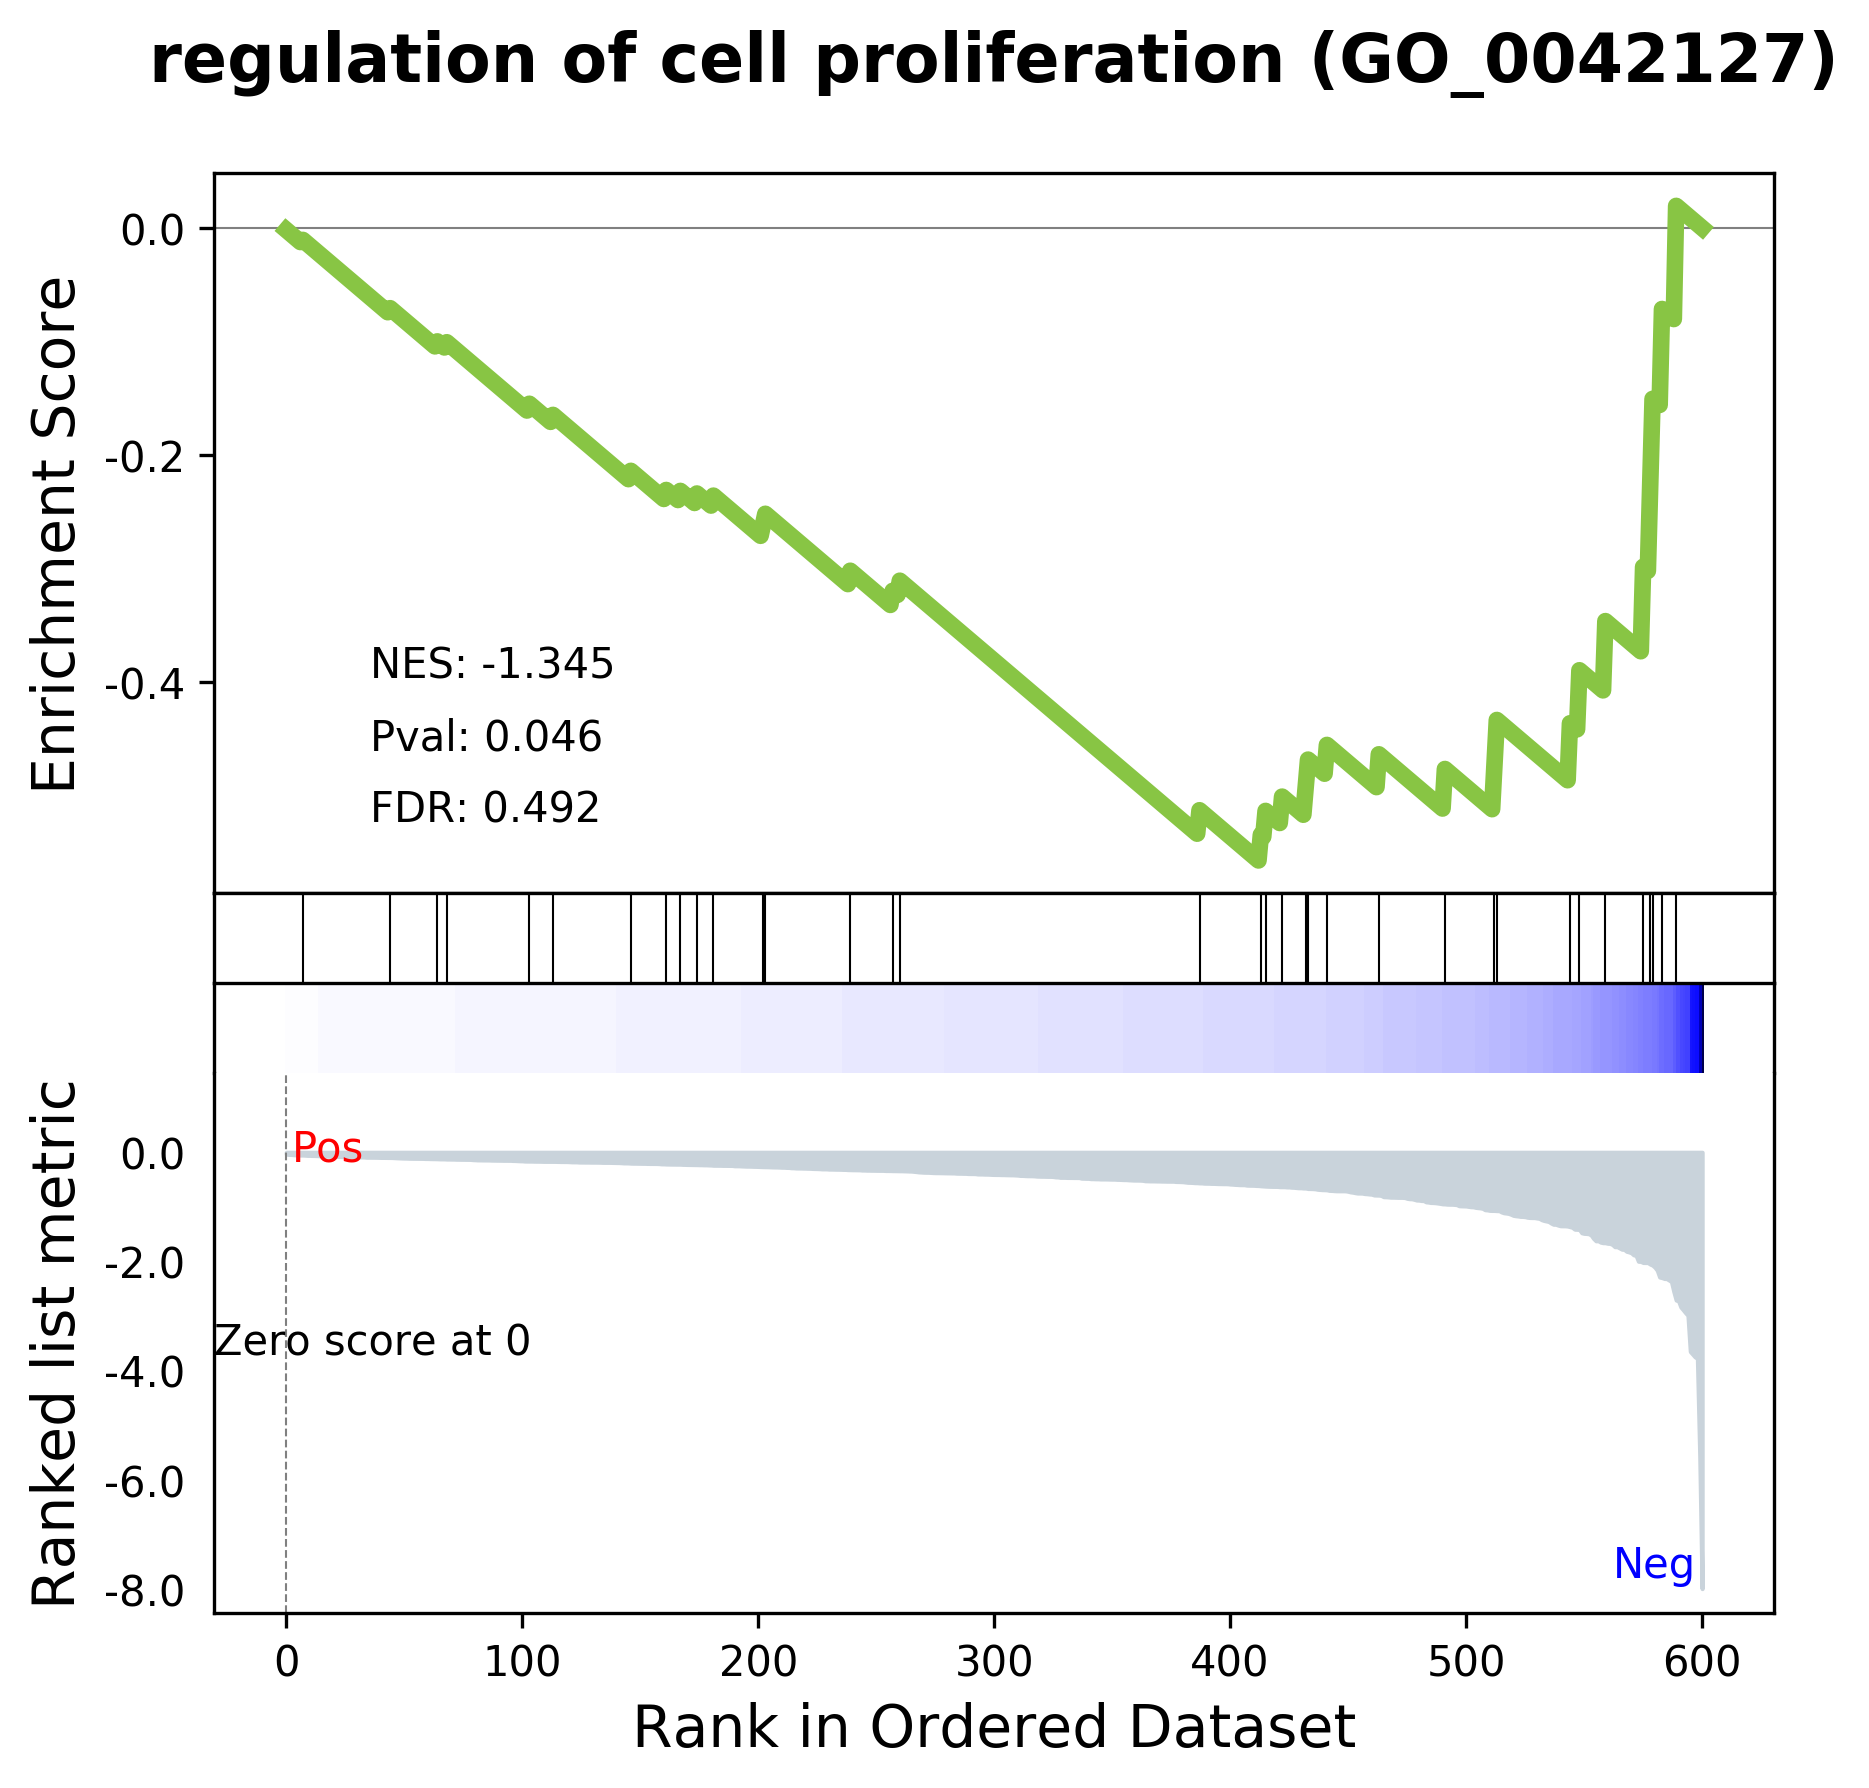 regulation of cell proliferation (GO_0042127)
Enrichment Score
0.0
-0.2
-0.4
NES: -1.345
Pval: 0.046
FDR: 0.492
Ranked list metric
0.0
-2.0
-4.0
-6.0
-8.0
Pos
Zero score at 0
Neg
0 100 200 300 400 500 600
Rank in Ordered Dataset